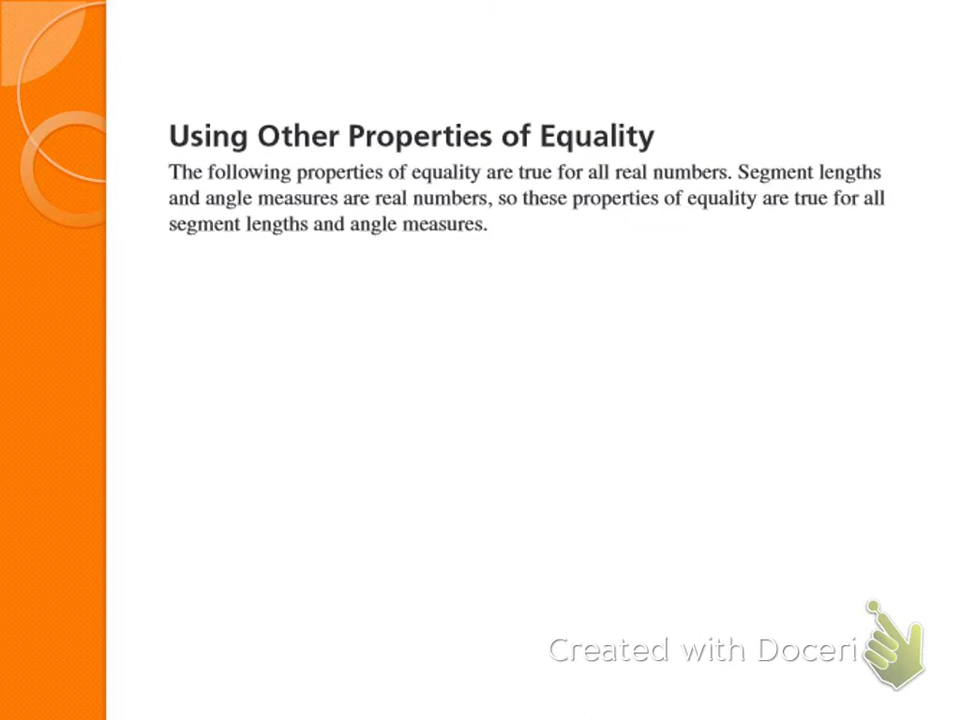 Using Other Properties of Equality
The following properties of equality are true for all real numbers. Segment lengths
and angle measures are real numbers, so these properties of equality are true for all
segment lengths and angle measures.
Created with Doceri